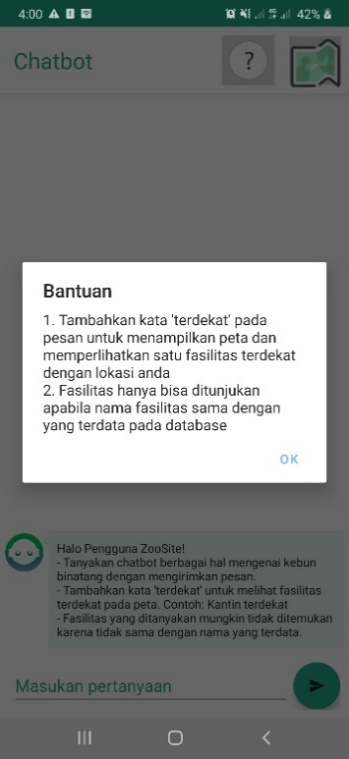 4:00
42%
Chatbot
?
Bantuan
1. Tambahkan kata 'terdekat' pada
pesan untuk menampilkan peta dan
memperlihatkan satu fasilitas terdekat
dengan lokasi anda
2. Fasilitas hanya bisa ditunjukan
apabila nama fasilitas sama dengan
yang terdata pada database
OK
Halo Pengguna ZooSite!
- Tanyakan chatbot berbagai hal mengenai kebun
binatang dengan mengirimkan pesan.
- Tambahkan kata 'terdekat' untuk melihat fasilitas
terdekat pada peta. Contoh: Kantin terdekat
- Fasilitas yang ditanyakan mungkin tidak ditemukan
karena tidak sama dengan nama yang terdata.
Masukan pertanyaan